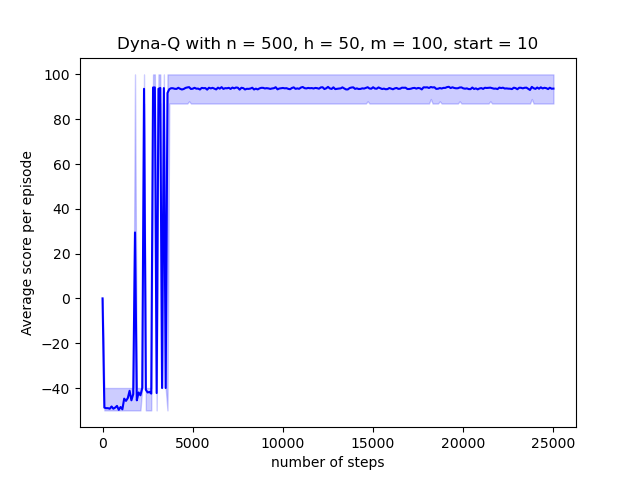 Dyna-Q with n = 500, h = 50, m = 100, start = 10
100
80
60
40
20
0
−20
−40
Average score per episode
0 5000 10000 15000 20000 25000
number of steps